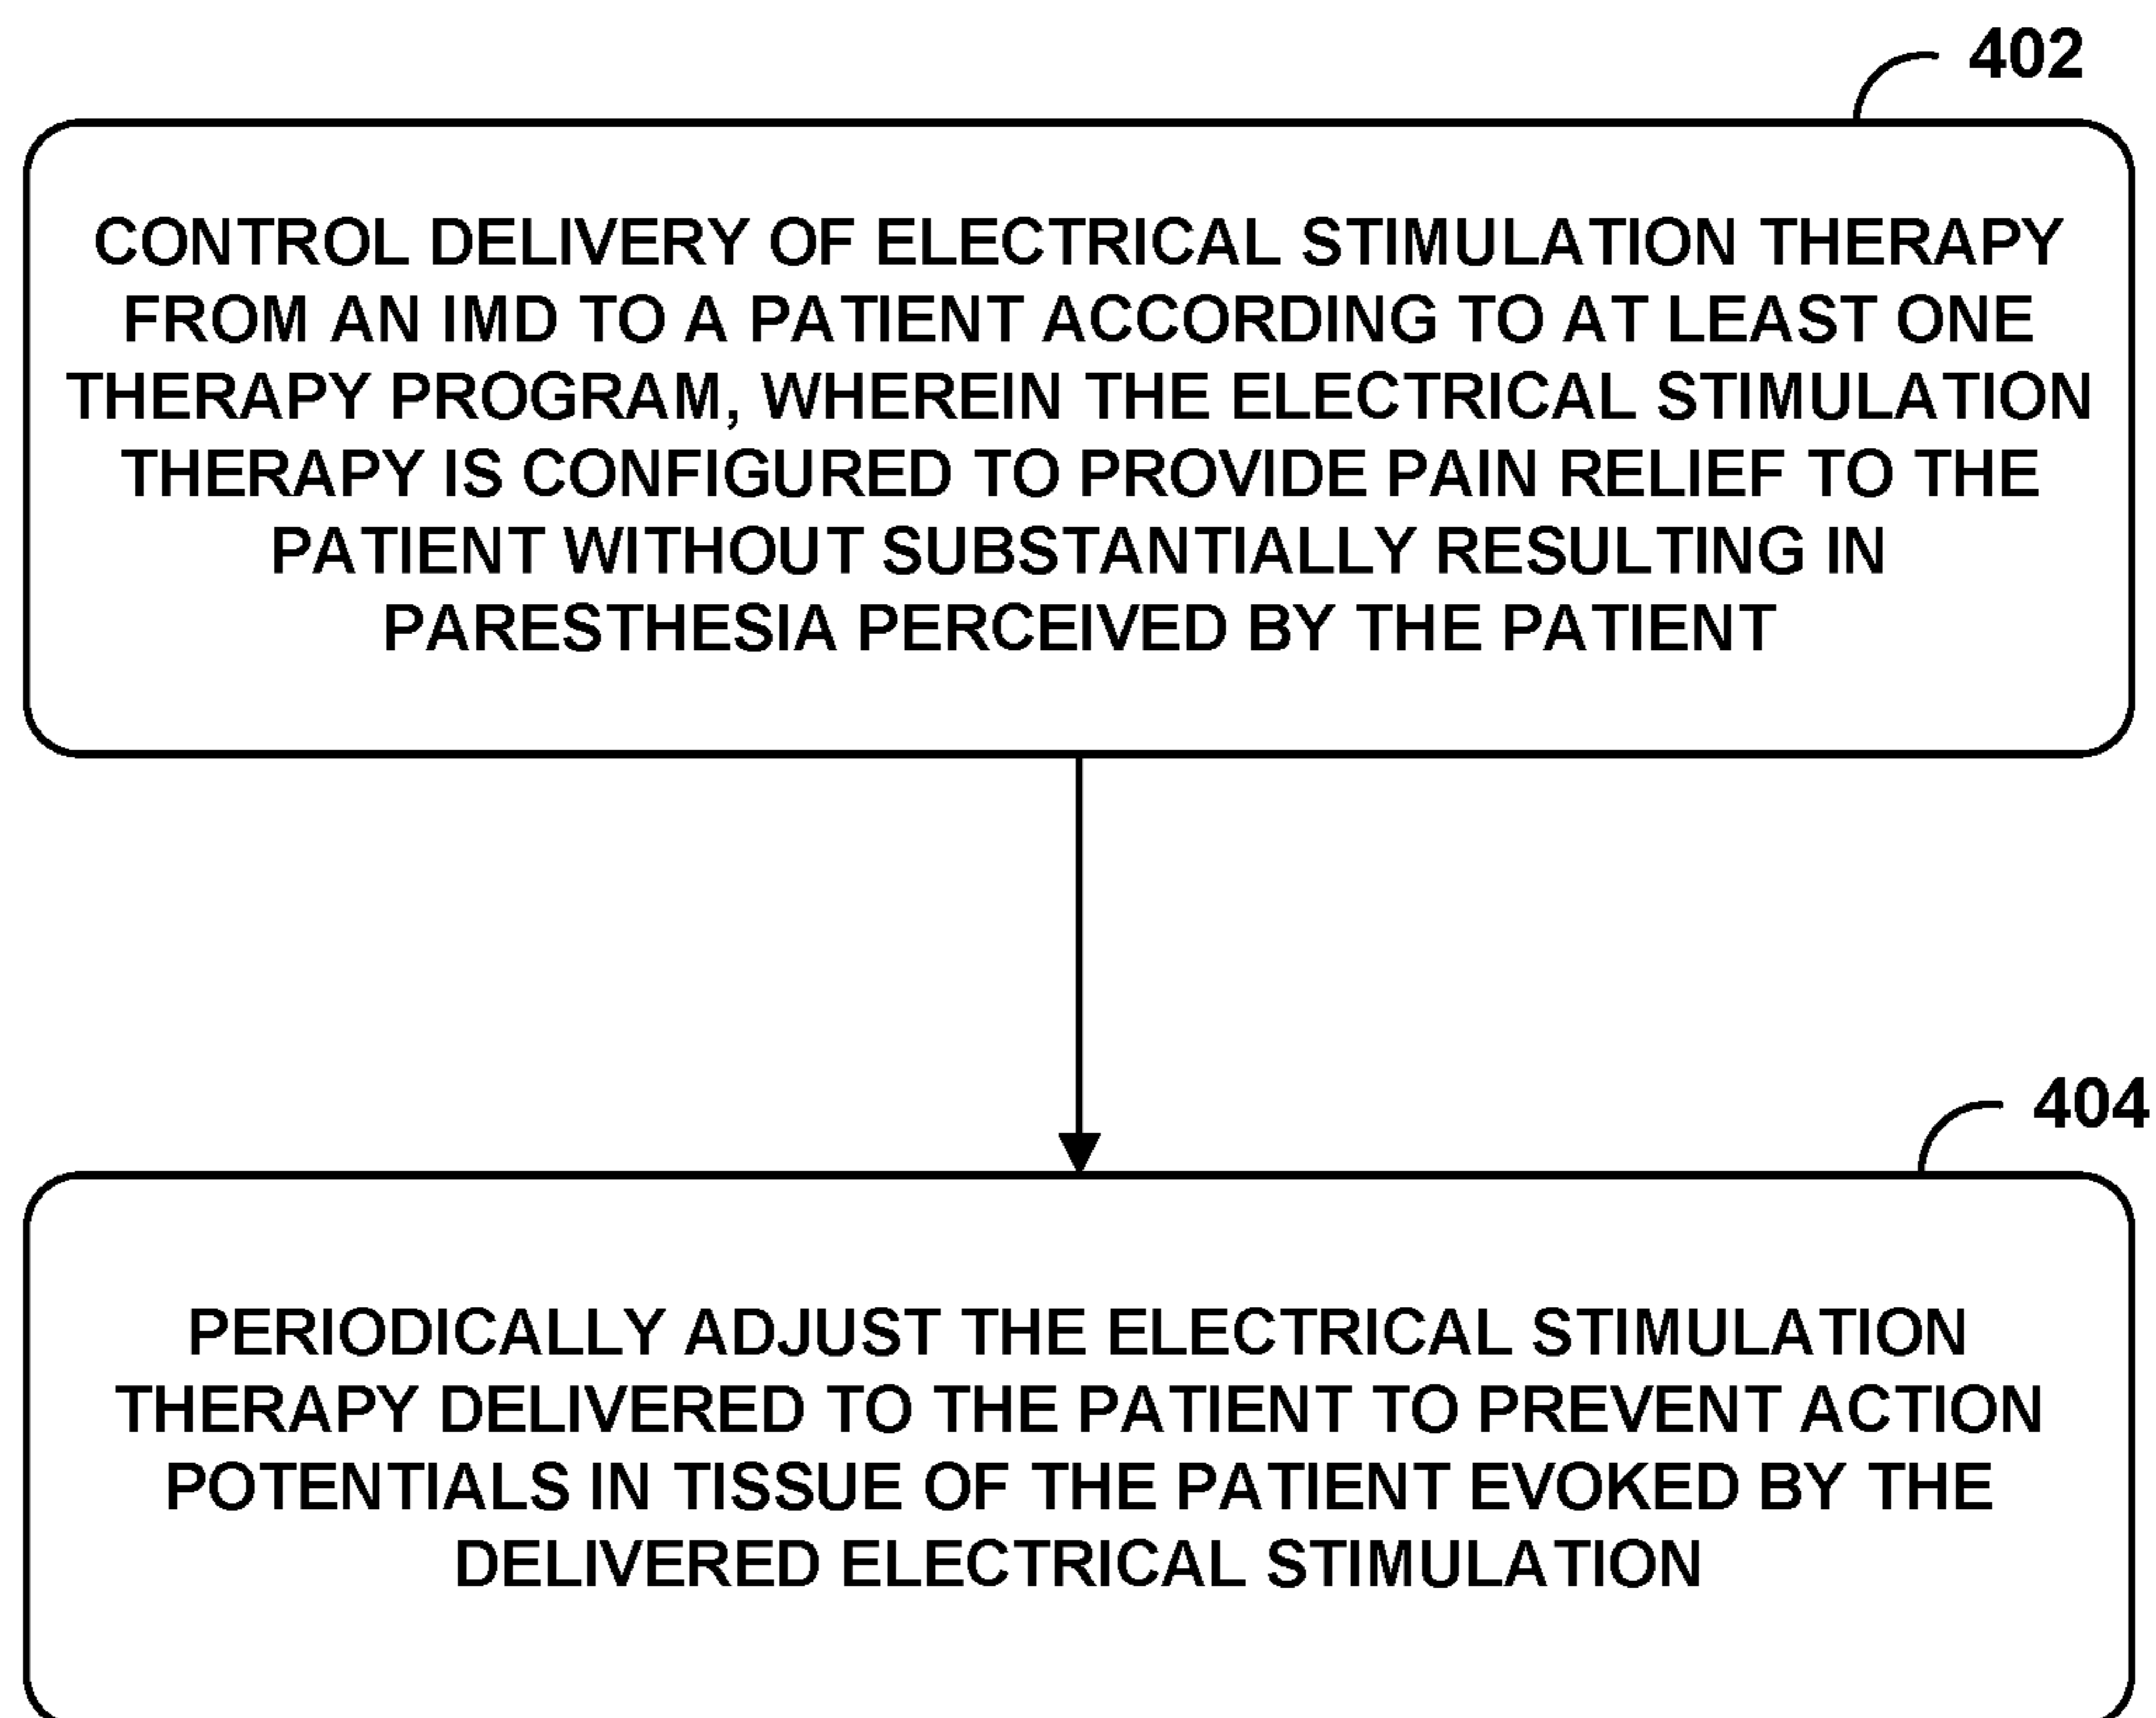 402
CONTROL DELIVERY OF ELECTRICAL STIMULATION THERAPY
FROM AN IMD TO A PATIENT ACCORDING TO AT LEAST ONE
THERAPY PROGRAM, WHEREIN THE ELECTRICAL STIMULATION
THERAPY IS CONFIGURED TO PROVIDE PAIN RELIEF TO THE
PATIENT WITHOUT SUBSTANTIALLY RESULTING IN
PARESTHESIA PERCEIVED BY THE PATIENT
404
PERIODICALLY ADJUST THE ELECTRICAL STIMULATION
THERAPY DELIVERED TO THE PATIENT TO PREVENT ACTION
POTENTIALS IN TISSUE OF THE PATIENT EVOKED BY THE
DELIVERED ELECTRICAL STIMULATION